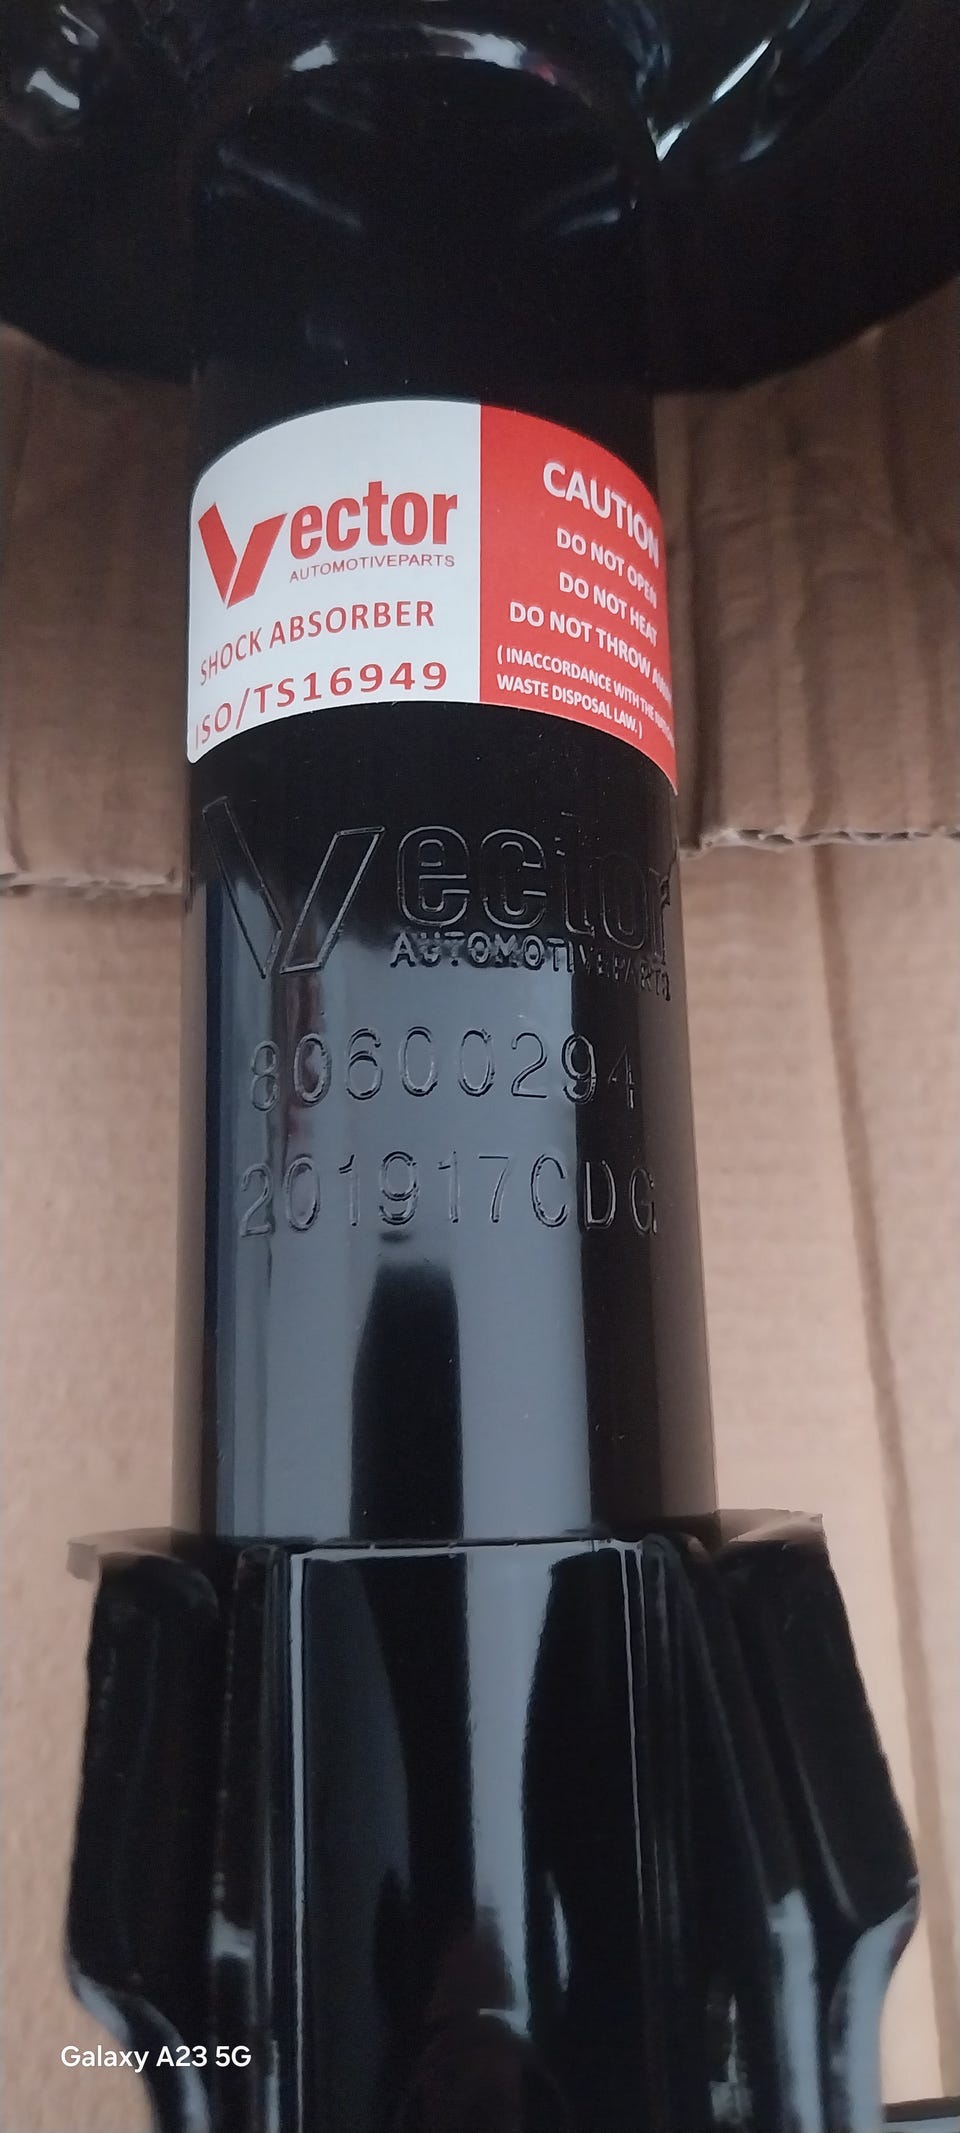 Vector
AUTOMOTIVEPARTS
SHOCK ABSORBER
ISO/TS16949
CAUTION
DO NOT OPEN
DO NOT HEAT
DO NOT THROW
( INACCORDANCE WITH THE
WASTE DISPOSAL LAW.)
Vector
AUTOMOTIVEPARTS
80600294
201917CDG
Galaxy A23 5G